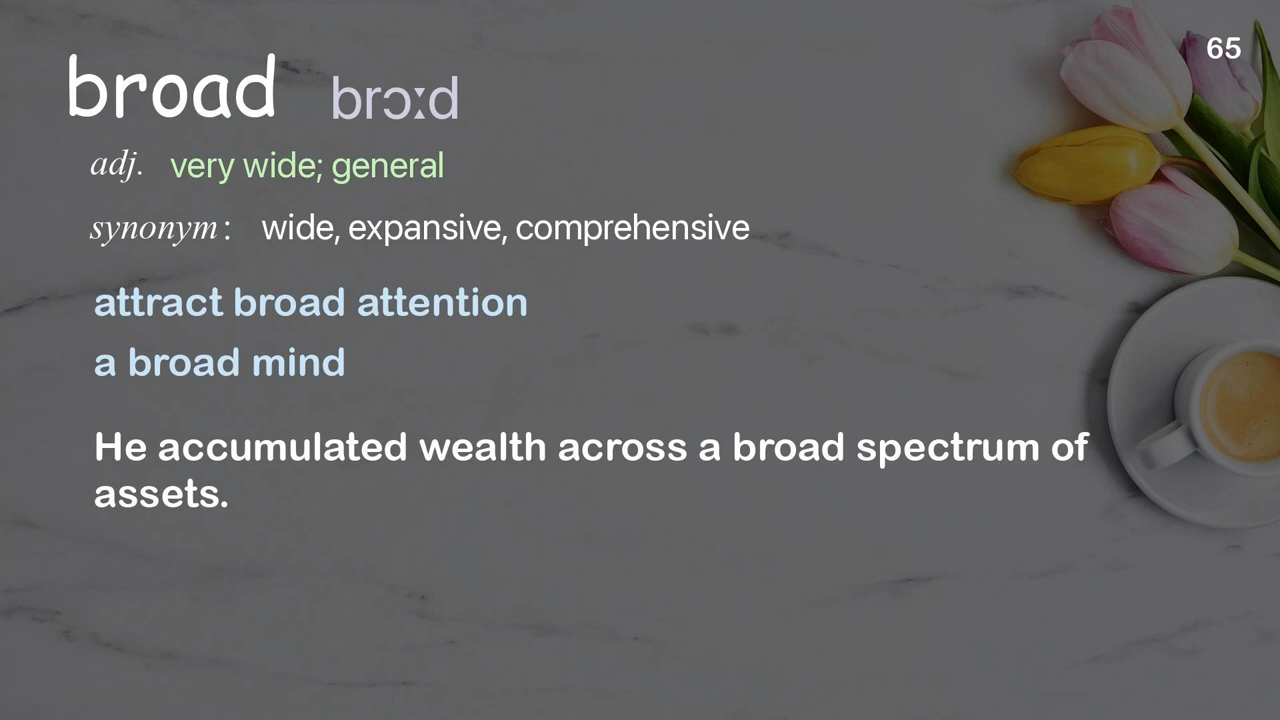 65
broad brɔːd
adj. very wide; general
synonym: wide, expansive, comprehensive
attract broad attention
a broad mind
He accumulated wealth across a broad spectrum of
assets.